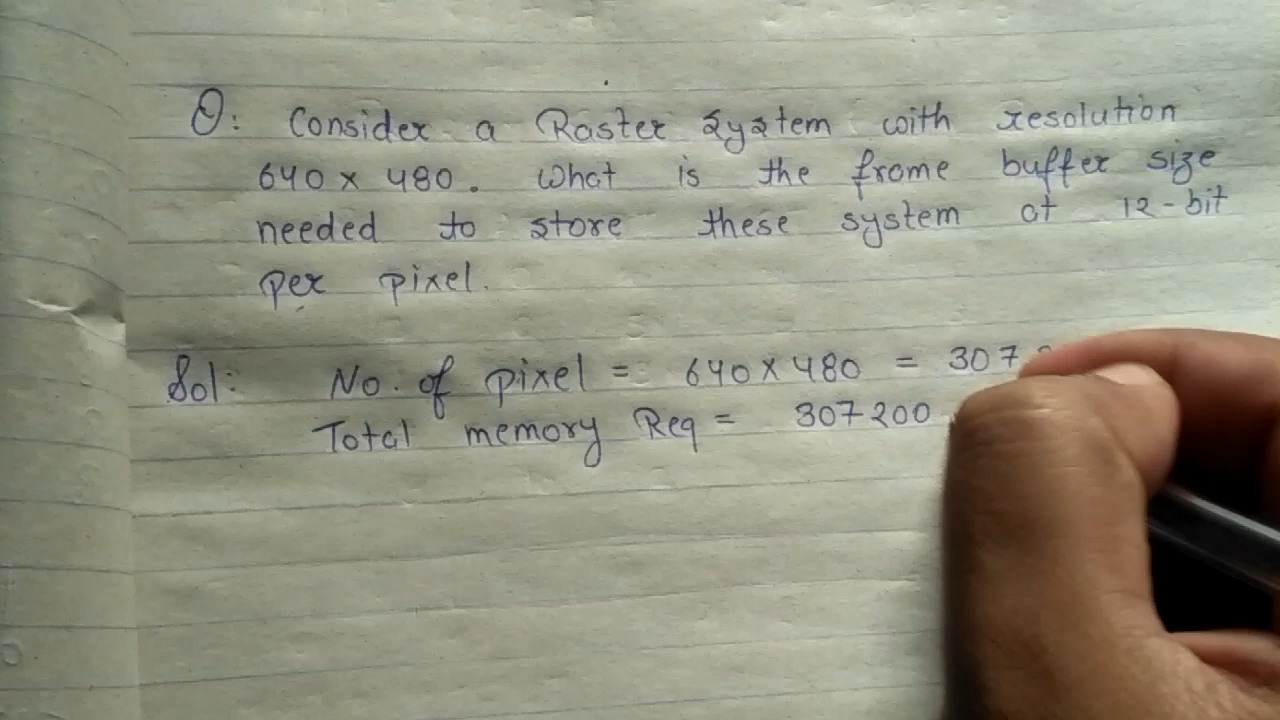 Q: Consider a Raster System with resolution
640 x 480. What is the frame buffer size
needed to store these system at 12-bit
per pixel.
Sol: No. of pixel = 640 x 480 = 307
Total memory Req = 307200